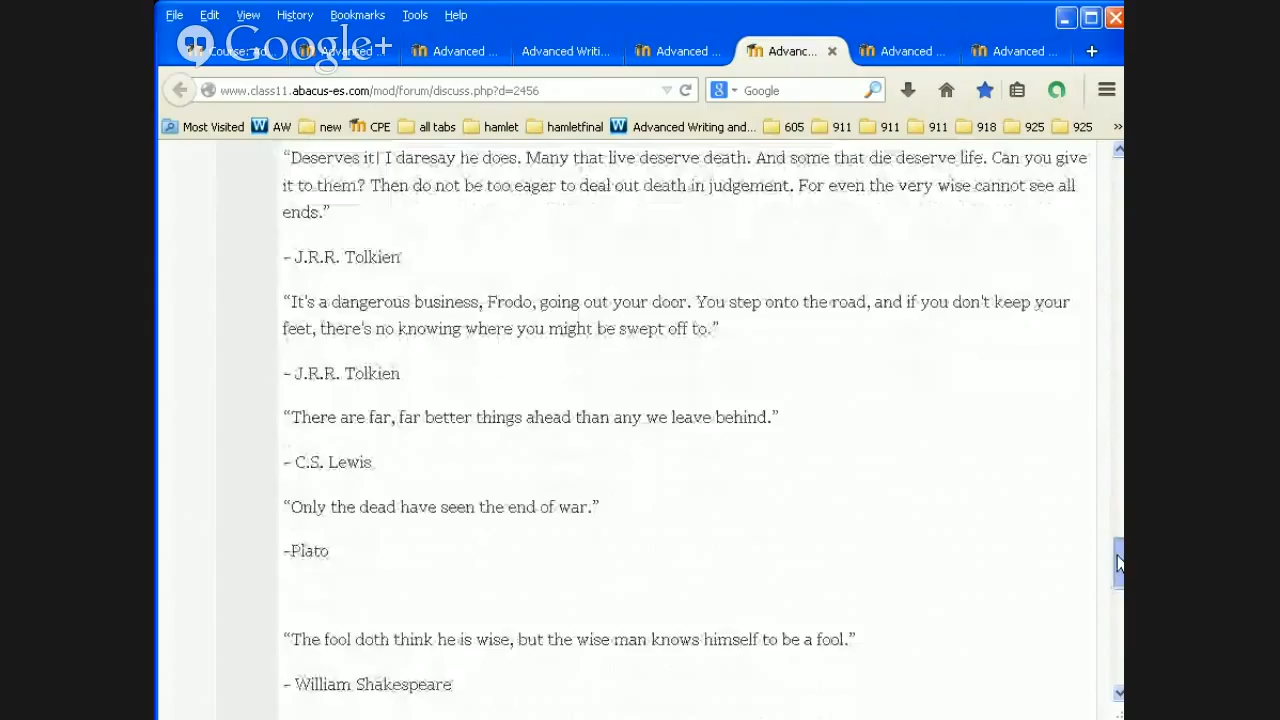 File Edit View History Bookmarks Tools Help
Google+
Advanced ... Advanced Writi... Advanced ... Advanc... Advanced ... Advanced ...
www.class11.abacus-es.com/mod/forum/discuss.php?d=2456 Google
Most Visited AW new CPE all tabs hamlet hamletfinal Advanced Writing and... 605 911 911 911 918 925 925 »
“Deserves it! I daresay he does. Many that live deserve death. And some that die deserve life. Can you give
it to them? Then do not be too eager to deal out death in judgement. For even the very wise cannot see all
ends.”
- J.R.R. Tolkien
“It's a dangerous business, Frodo, going out your door. You step onto the road, and if you don't keep your
feet, there's no knowing where you might be swept off to.”
- J.R.R. Tolkien
“There are far, far better things ahead than any we leave behind.”
- C.S. Lewis
“Only the dead have seen the end of war.”
-Plato
“The fool doth think he is wise, but the wise man knows himself to be a fool.”
- William Shakespeare